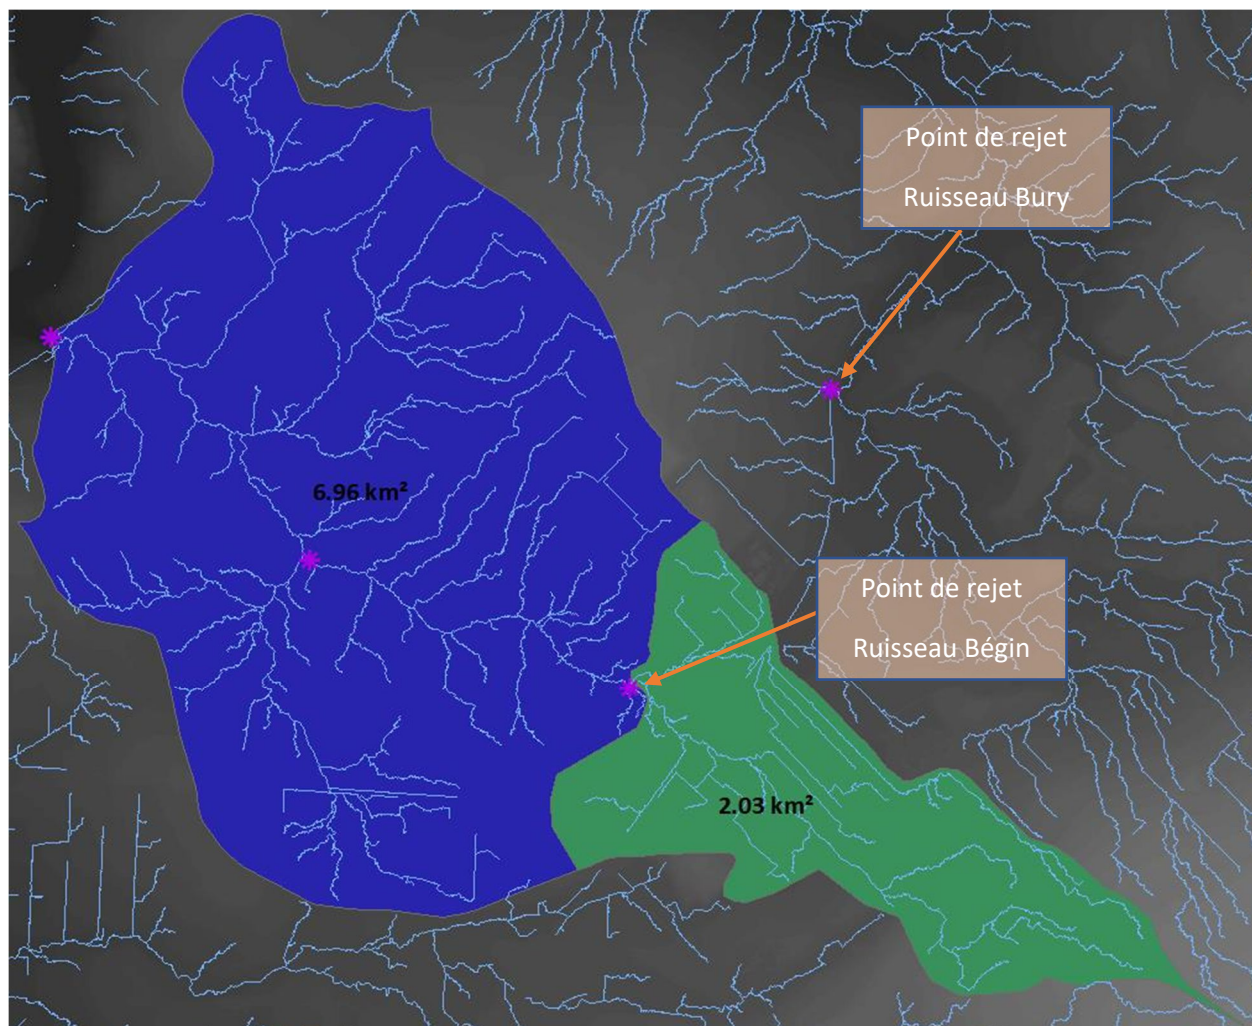 Point de rejet
Ruisseau Bury
6.96 km²
Point de rejet
Ruisseau Bégin
2.03 km²